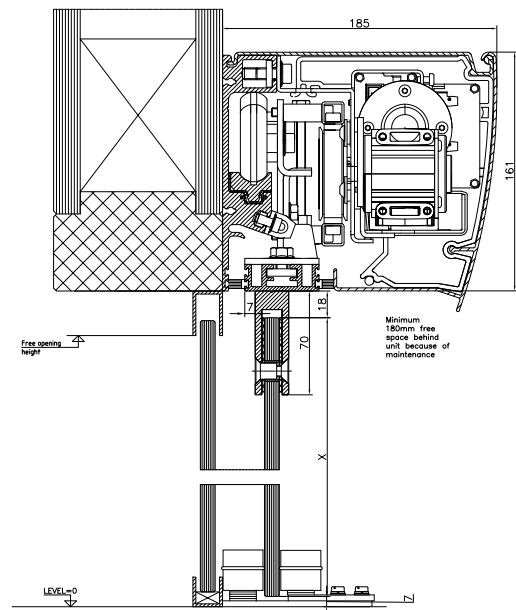 185
161
7
18
Free opening
height
Minimum
180mm free
space behind
unit because of
maintenance
70
X
LEVEL=0
7